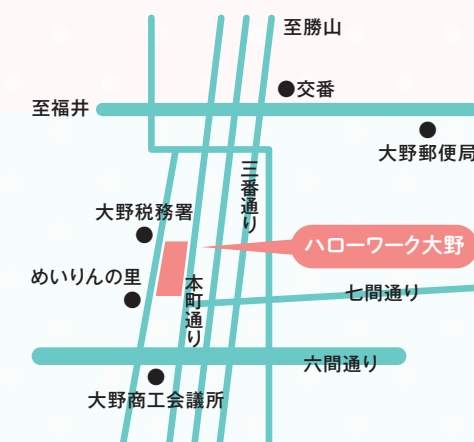 至勝山
交番
至福井
大野郵便局
三番通り
大野税務署
ハローワーク大野
めいりんの里
本町通り
七間通り
六間通り
大野商工会議所